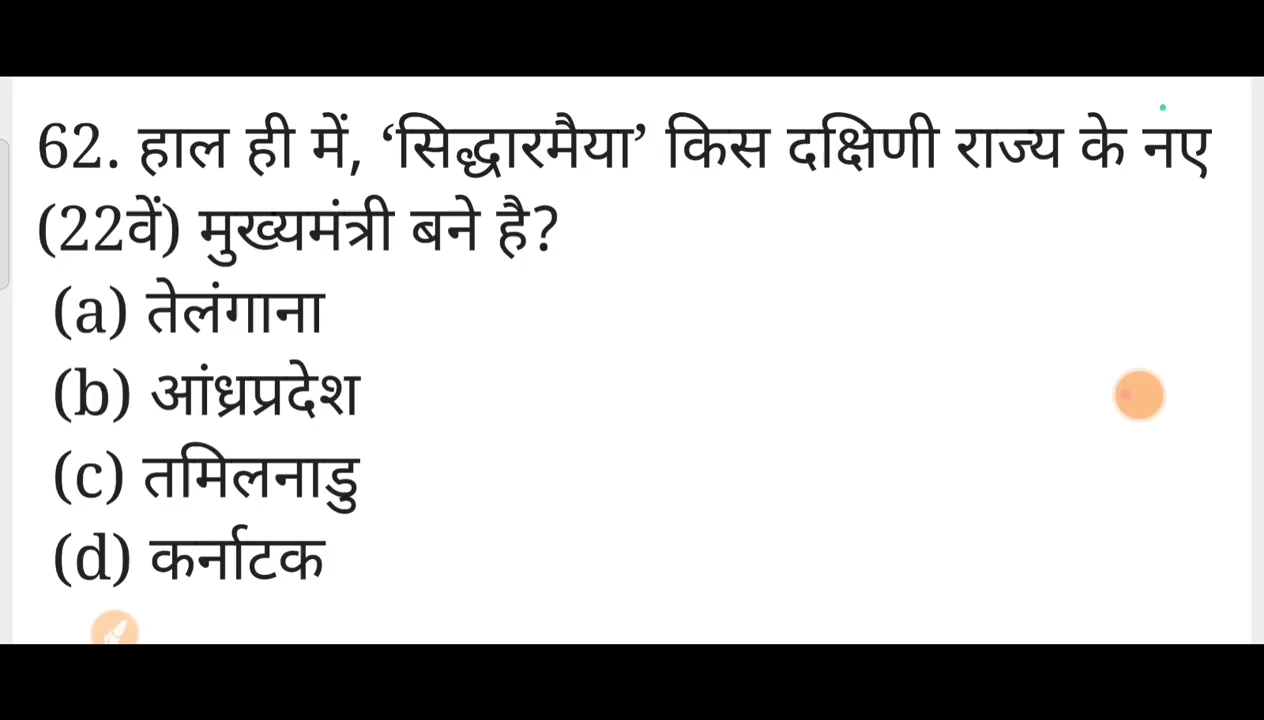 62. हाल ही में, ‘सिद्धारमैया’ किस दक्षिणी राज्य के नए
(22वें) मुख्यमंत्री बने है?
(a) तेलंगाना
(b) आंध्रप्रदेश
(c) तमिलनाडु
(d) कर्नाटक